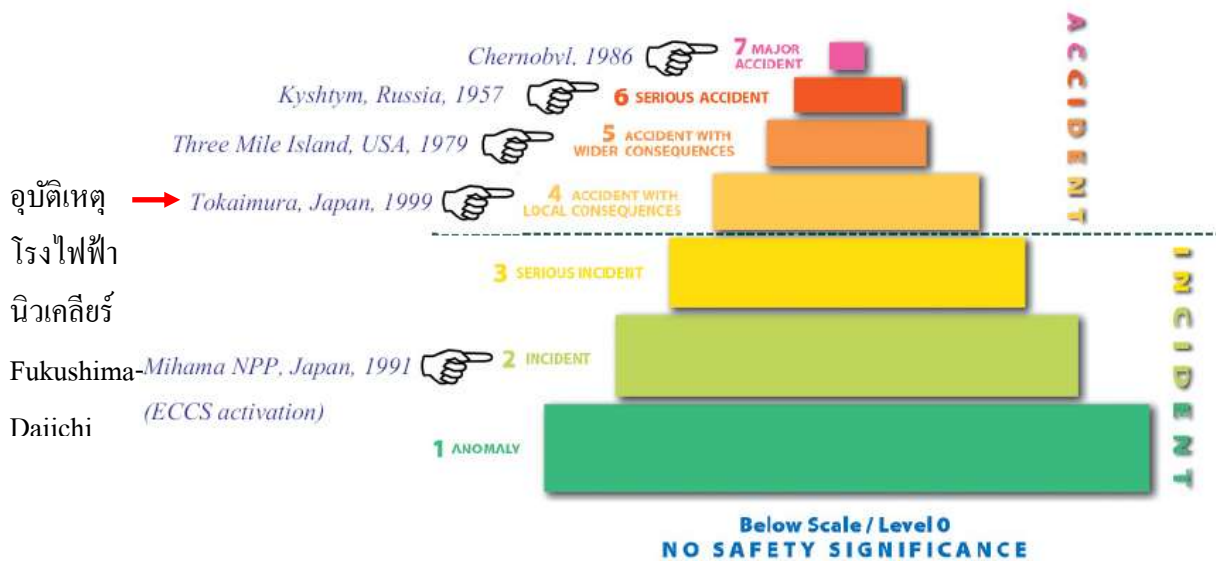 Chernobyl, 1986
7 MAJOR
ACCIDENT
Kyshtym, Russia, 1957
6 SERIOUS ACCIDENT
Three Mile Island, USA, 1979
5 ACCIDENT WITH
WIDER CONSEQUENCES
อุบัติเหตุ
โรงไฟฟ้า
นิวเคลียร์
Fukushima-
Daiichi
Tokaimura, Japan, 1999
4 ACCIDENT WITH
LOCAL CONSEQUENCES
ACCIDENT
3 SERIOUS INCIDENT
Mihama NPP, Japan, 1991
(ECCS activation)
2 INCIDENT
1 ANOMALY
INCIDENT
Below Scale / Level 0
NO SAFETY SIGNIFICANCE